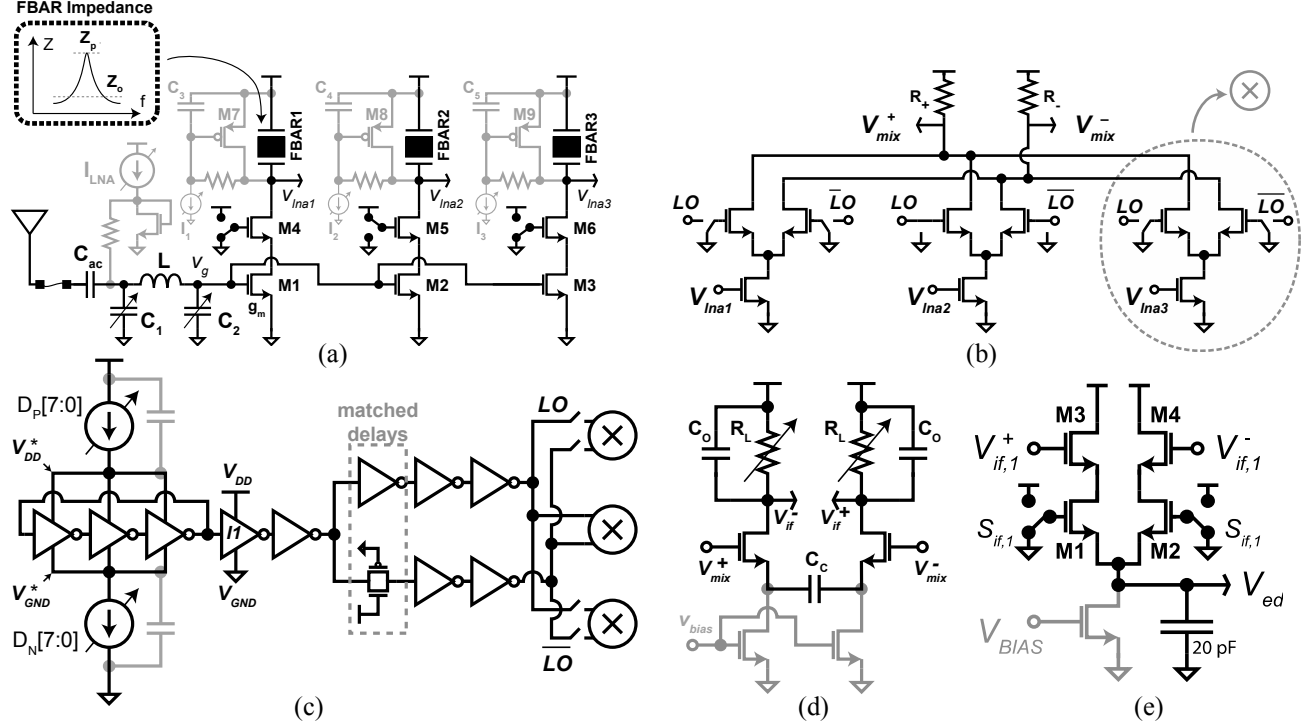 FBAR Impedance
Z
Z_p
Z_o
f
C_3
M7
FBAR1
C_4
M8
FBAR2
C_5
M9
FBAR3
I_LNA
I_1
V_lna1
I_2
V_lna2
I_3
V_lna3
M4
M5
M6
C_ac
L
V_g
M1
g_m
M2
M3
C_1
C_2
(a)
R_+
R_-
V_mix^+
V_mix^−
LO
L̅O̅
LO
L̅O̅
LO
L̅O̅
V_lna1
V_lna2
V_lna3
(b)
D_P[7:0]
V_DD^*
V_DD
I1
V_GND^*
V_GND
D_N[7:0]
matched
delays
LO
L̅O̅
(c)
C_O
R_L
R_L
C_O
V_if^-
V_if^+
V_mix^+
C_C
V_mix^-
V_bias
(d)
M3
M4
V_if,1^+
V_if,1^-
S_if,1
M1
M2
S_if,1
V_ed
V_BIAS
20 pF
(e)